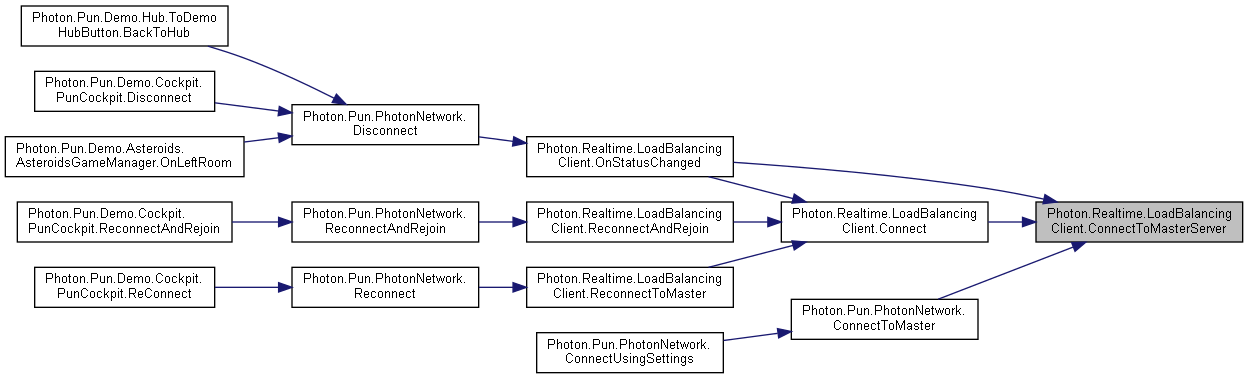 Photon.Pun.Demo.Hub.ToDemo
HubButton.BackToHub
Photon.Pun.Demo.Cockpit.
PunCockpit.Disconnect
Photon.Pun.PhotonNetwork.
Disconnect
Photon.Pun.Demo.Asteroids.
AsteroidsGameManager.OnLeftRoom
Photon.Realtime.LoadBalancing
Client.OnStatusChanged
Photon.Pun.Demo.Cockpit.
PunCockpit.ReconnectAndRejoin
Photon.Pun.PhotonNetwork.
ReconnectAndRejoin
Photon.Realtime.LoadBalancing
Client.ReconnectAndRejoin
Photon.Realtime.LoadBalancing
Client.Connect
Photon.Realtime.LoadBalancing
Client.ConnectToMasterServer
Photon.Pun.Demo.Cockpit.
PunCockpit.ReConnect
Photon.Pun.PhotonNetwork.
Reconnect
Photon.Realtime.LoadBalancing
Client.ReconnectToMaster
Photon.Pun.PhotonNetwork.
ConnectToMaster
Photon.Pun.PhotonNetwork.
ConnectUsingSettings